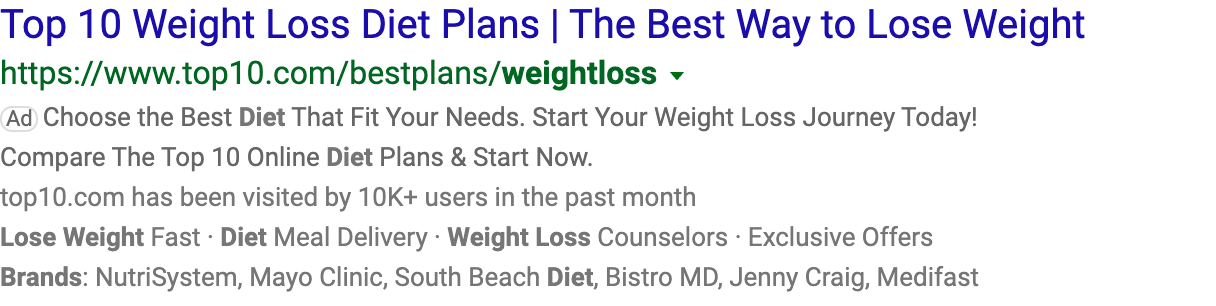 Top 10 Weight Loss Diet Plans | The Best Way to Lose Weight
https://www.top10.com/bestplans/weightloss
Ad Choose the Best Diet That Fit Your Needs. Start Your Weight Loss Journey Today!
Compare The Top 10 Online Diet Plans & Start Now.
top10.com has been visited by 10K+ users in the past month
Lose Weight Fast · Diet Meal Delivery · Weight Loss Counselors · Exclusive Offers
Brands: NutriSystem, Mayo Clinic, South Beach Diet, Bistro MD, Jenny Craig, Medifast